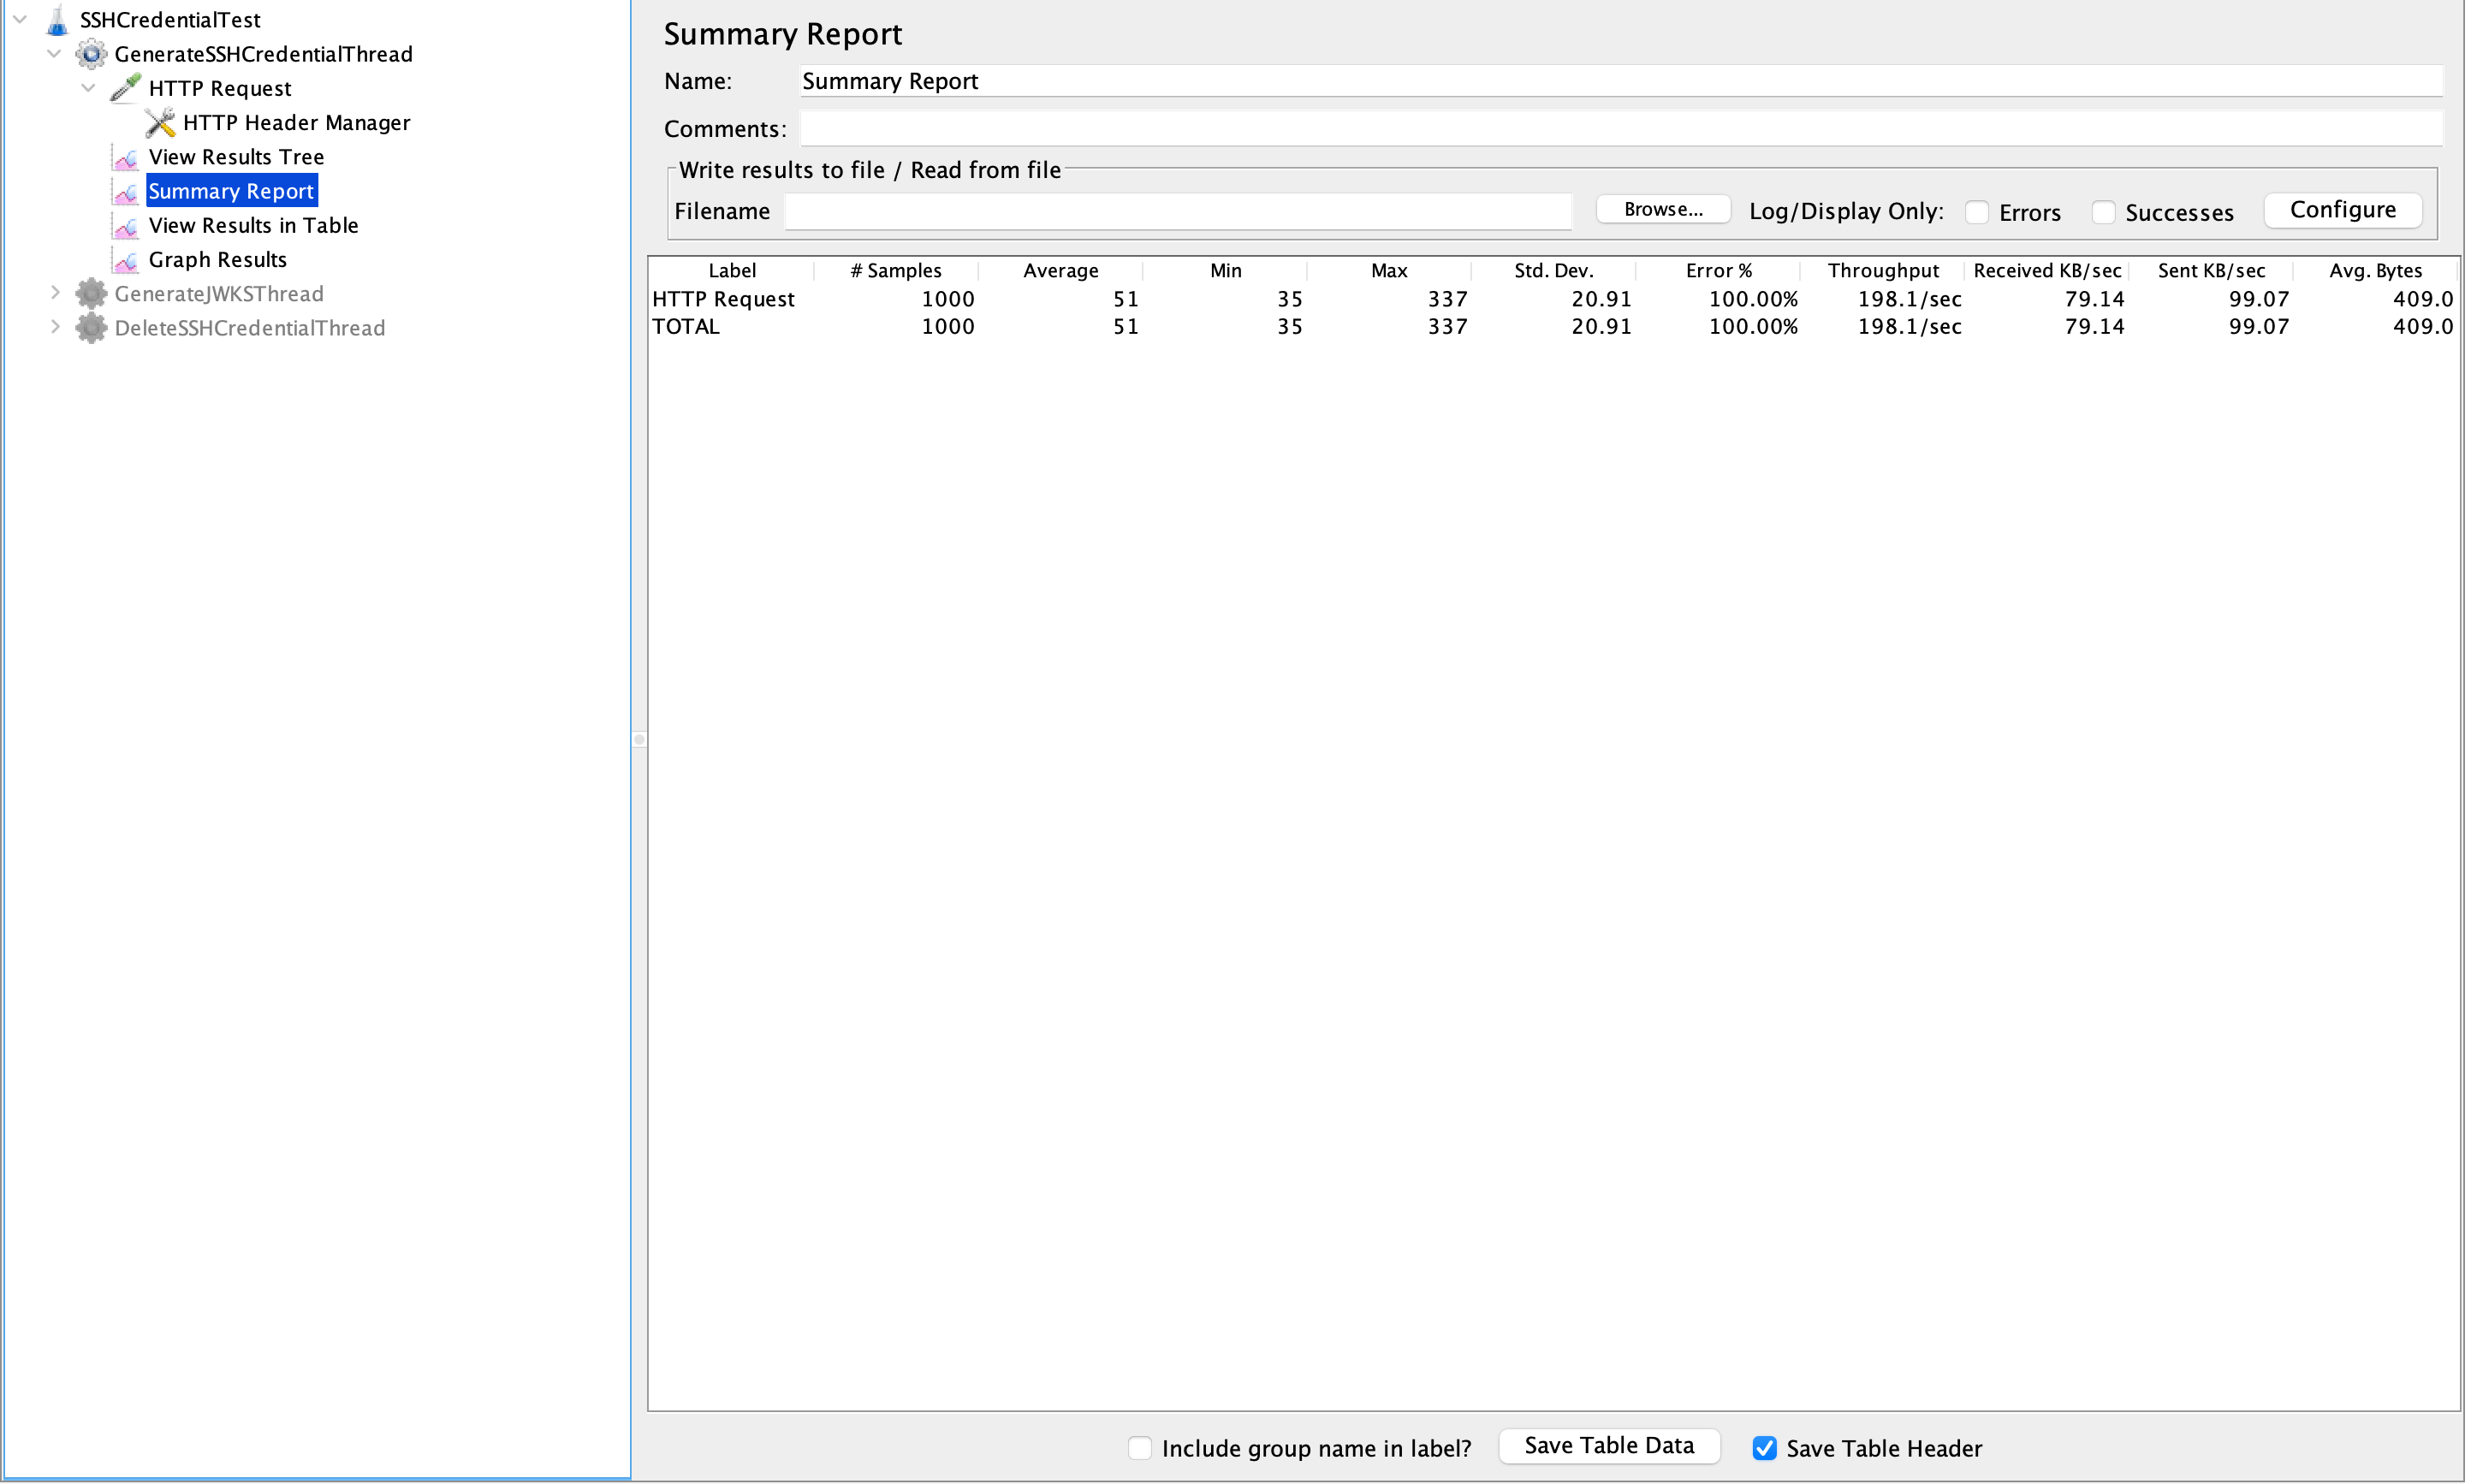 SSHCredentialTest
GenerateSSHCredentialThread
HTTP Request
HTTP Header Manager
View Results Tree
Summary Report
View Results in Table
Graph Results
GenerateJWKSThread
DeleteSSHCredentialThread
Summary Report
Name: Summary Report
Comments:
Write results to file / Read from file
Filename Browse... Log/Display Only: Errors Successes Configure
Label # Samples Average Min Max Std. Dev. Error % Throughput Received KB/sec Sent KB/sec Avg. Bytes
HTTP Request 1000 51 35 337 20.91 100.00% 198.1/sec 79.14 99.07 409.0
TOTAL 1000 51 35 337 20.91 100.00% 198.1/sec 79.14 99.07 409.0
Include group name in label? Save Table Data Save Table Header